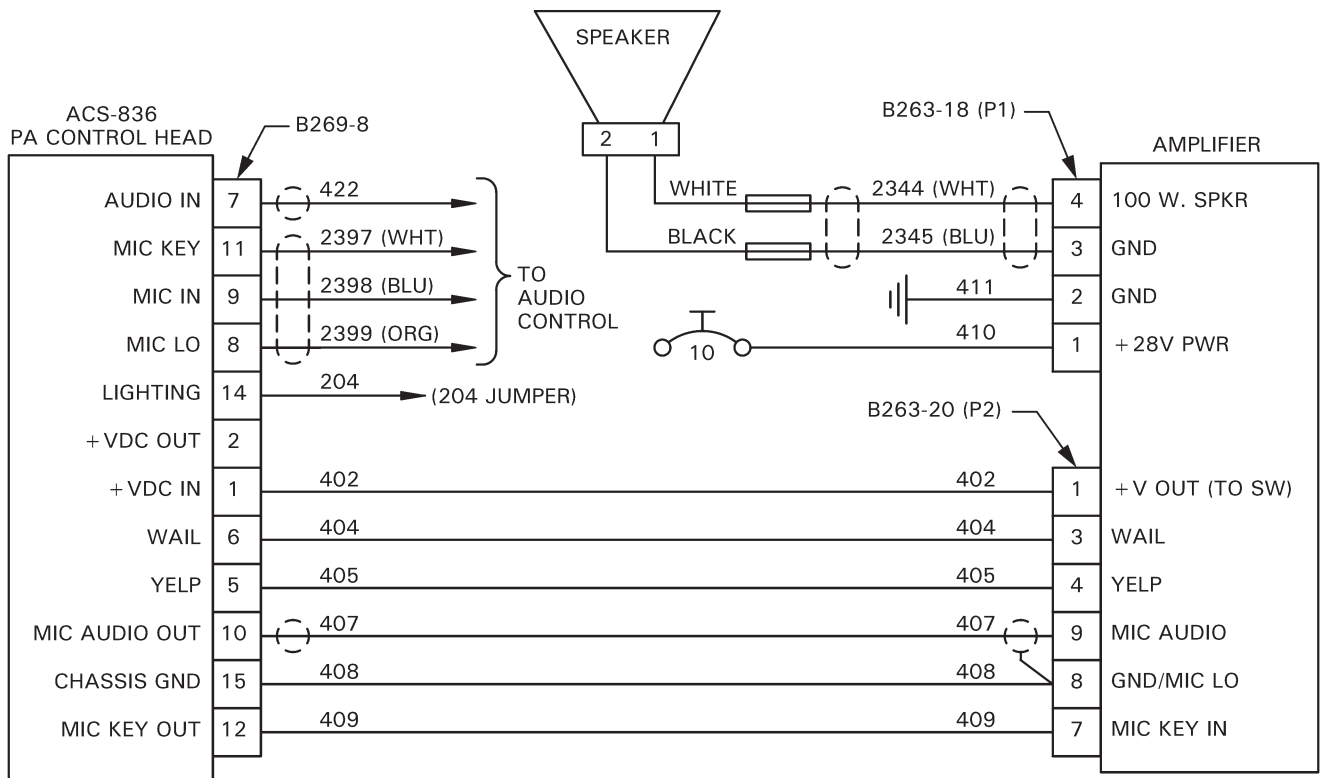 SPEAKER
2 1
ACS-836
PA CONTROL HEAD
B269-8
B263-18 (P1)
AMPLIFIER
AUDIO IN 7 422
MIC KEY 11 2397 (WHT)
MIC IN 9 2398 (BLU)
MIC LO 8 2399 (ORG)
TO
AUDIO
CONTROL
LIGHTING 14 204 (204 JUMPER)
+VDC OUT 2
WHITE 2344 (WHT) 4 100 W. SPKR
BLACK 2345 (BLU) 3 GND
411 2 GND
10 410 1 +28V PWR
B263-20 (P2)
+VDC IN 1 402 402 1 +V OUT (TO SW)
WAIL 6 404 404 3 WAIL
YELP 5 405 405 4 YELP
MIC AUDIO OUT 10 407 407 9 MIC AUDIO
CHASSIS GND 15 408 408 8 GND/MIC LO
MIC KEY OUT 12 409 409 7 MIC KEY IN